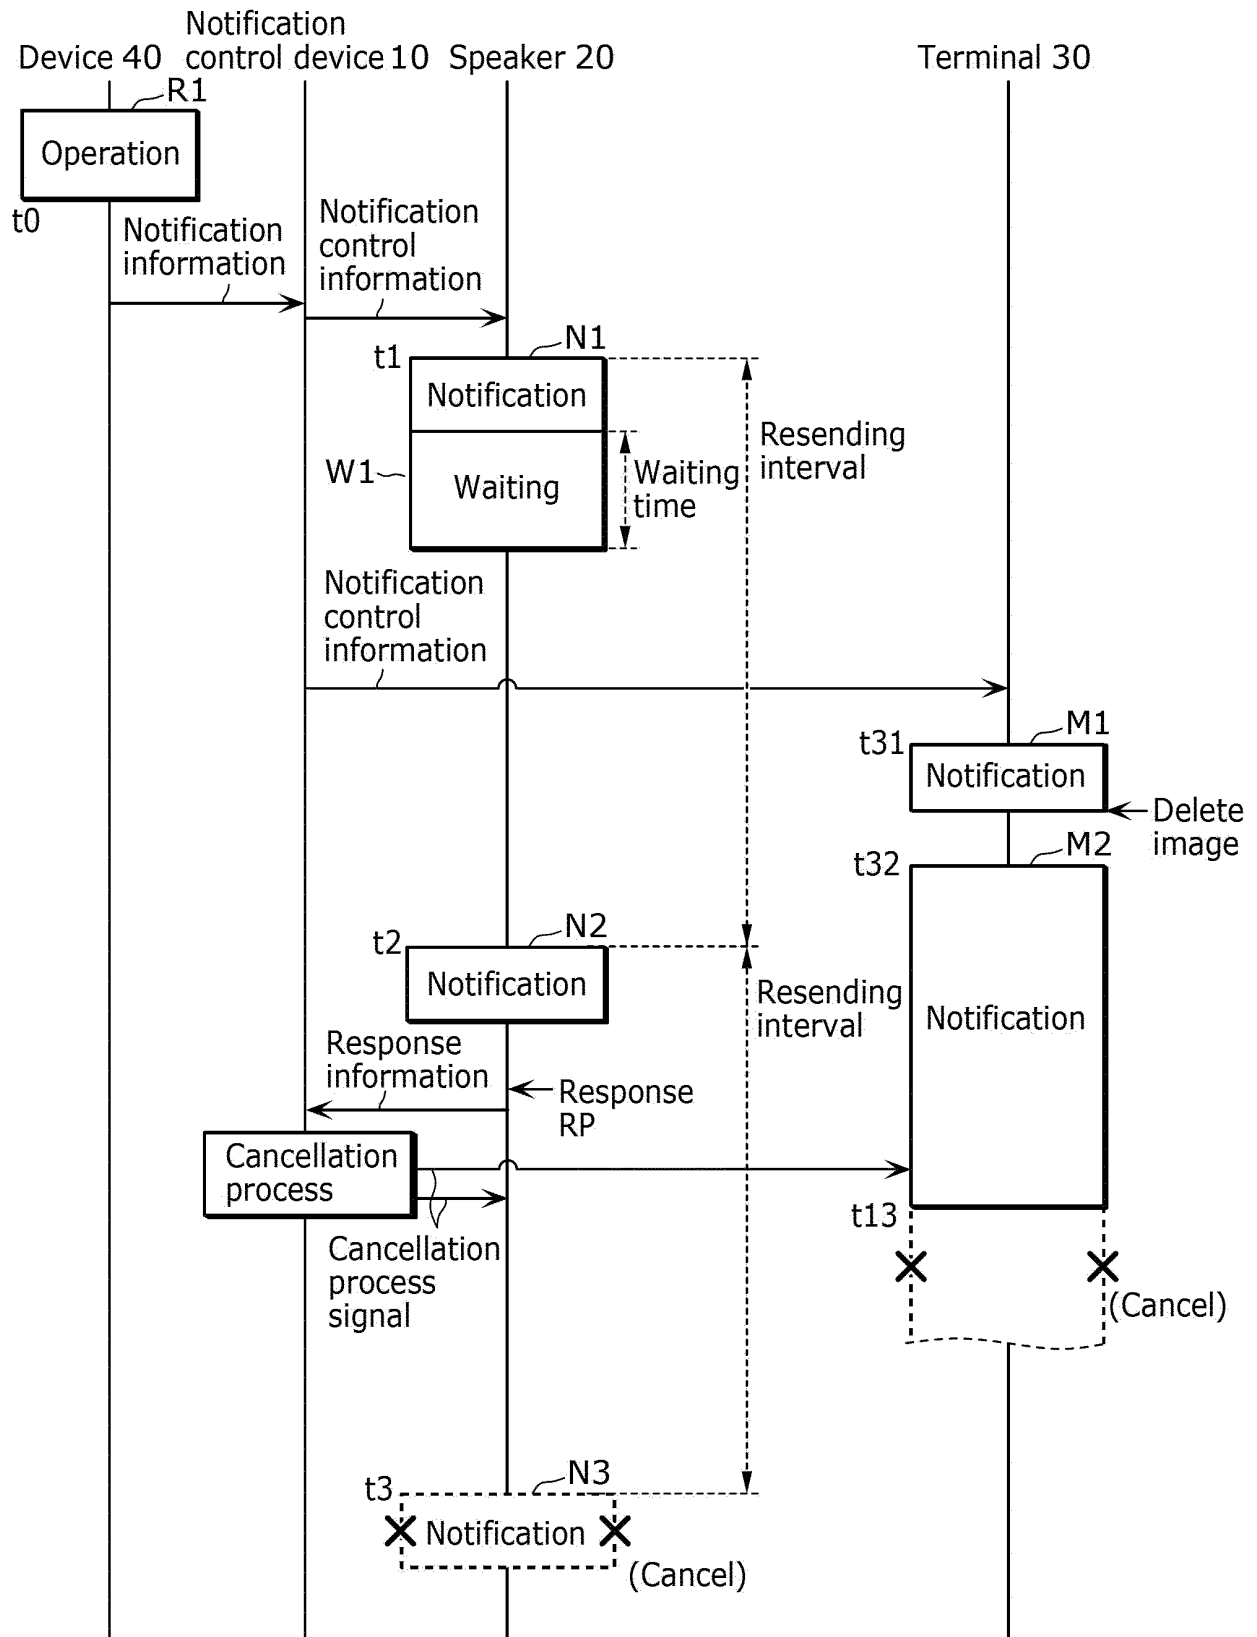 Notification
Device 40 control device 10 Speaker 20 Terminal 30
R1
Operation
t0
Notification
information
Notification
control
information
t1
N1
Notification
Resending
interval
W1
Waiting
Waiting
time
Notification
control
information
t31
M1
Notification
Delete
image
t32
M2
Notification
t2
N2
Notification
Resending
interval
Response
information
Response
RP
Cancellation
process
t13
Cancellation
process
signal
(Cancel)
t3
N3
Notification
(Cancel)